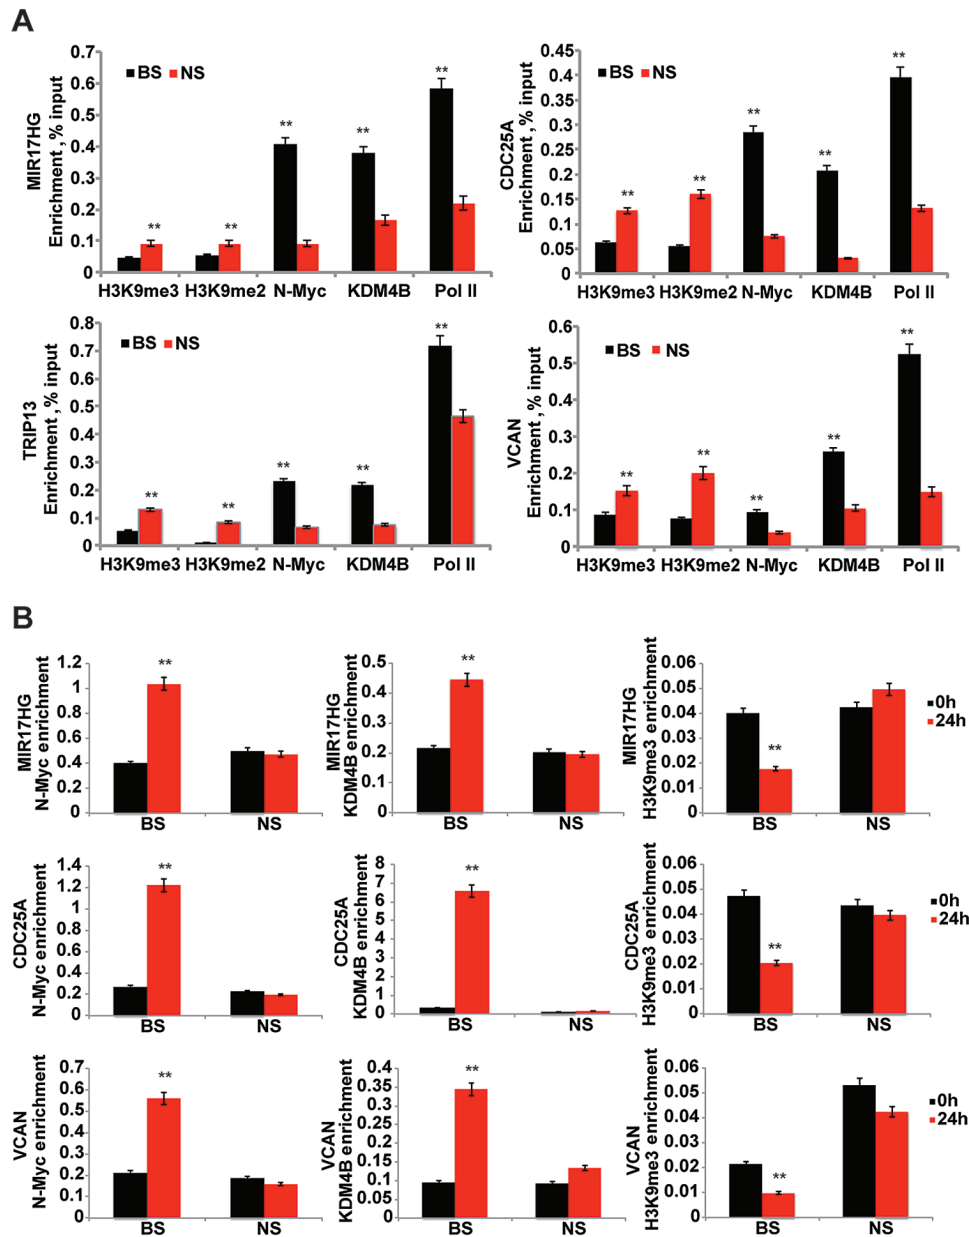 A
MIR17HG
Enrichment, % input
0.7
0.6
0.5
0.4
0.3
0.2
0.1
0
BS NS
** ** ** ** **
H3K9me3 H3K9me2 N-Myc KDM4B Pol II
CDC25A
Enrichment, % input
0.45
0.4
0.35
0.3
0.25
0.2
0.15
0.1
0.05
0
BS NS
** ** ** ** **
H3K9me3 H3K9me2 N-Myc KDM4B Pol II
TRIP13
Enrichment, % input
0.8
0.7
0.6
0.5
0.4
0.3
0.2
0.1
0
BS NS
** ** ** ** **
H3K9me3 H3K9me2 N-Myc KDM4B Pol II
VCAN
Enrichment, % input
0.6
0.5
0.4
0.3
0.2
0.1
0
BS NS
** ** ** ** **
H3K9me3 H3K9me2 N-Myc KDM4B Pol II
B
MIR17HG
N-Myc enrichment
1.2
1
0.8
0.6
0.4
0.2
0
**
BS NS
MIR17HG
KDM4B enrichment
0.5
0.4
0.3
0.2
0.1
0
**
BS NS
MIR17HG
H3K9me3 enrichment
0.06
0.05
0.04
0.03
0.02
0.01
0
**
BS NS
0h
24h
CDC25A
N-Myc enrichment
1.4
1.2
1
0.8
0.6
0.4
0.2
0
**
BS NS
CDC25A
KDM4B enrichment
8
7
6
5
4
3
2
1
0
**
BS NS
CDC25A
H3K9me3 enrichment
0.06
0.05
0.04
0.03
0.02
0.01
0
**
BS NS
0h
24h
VCAN
N-Myc enrichment
0.7
0.6
0.5
0.4
0.3
0.2
0.1
0
**
BS NS
VCAN
KDM4B enrichment
0.4
0.35
0.3
0.25
0.2
0.15
0.1
0.05
0
**
BS NS
VCAN
H3K9me3 enrichment
0.06
0.05
0.04
0.03
0.02
0.01
0
**
BS NS
0h
24h